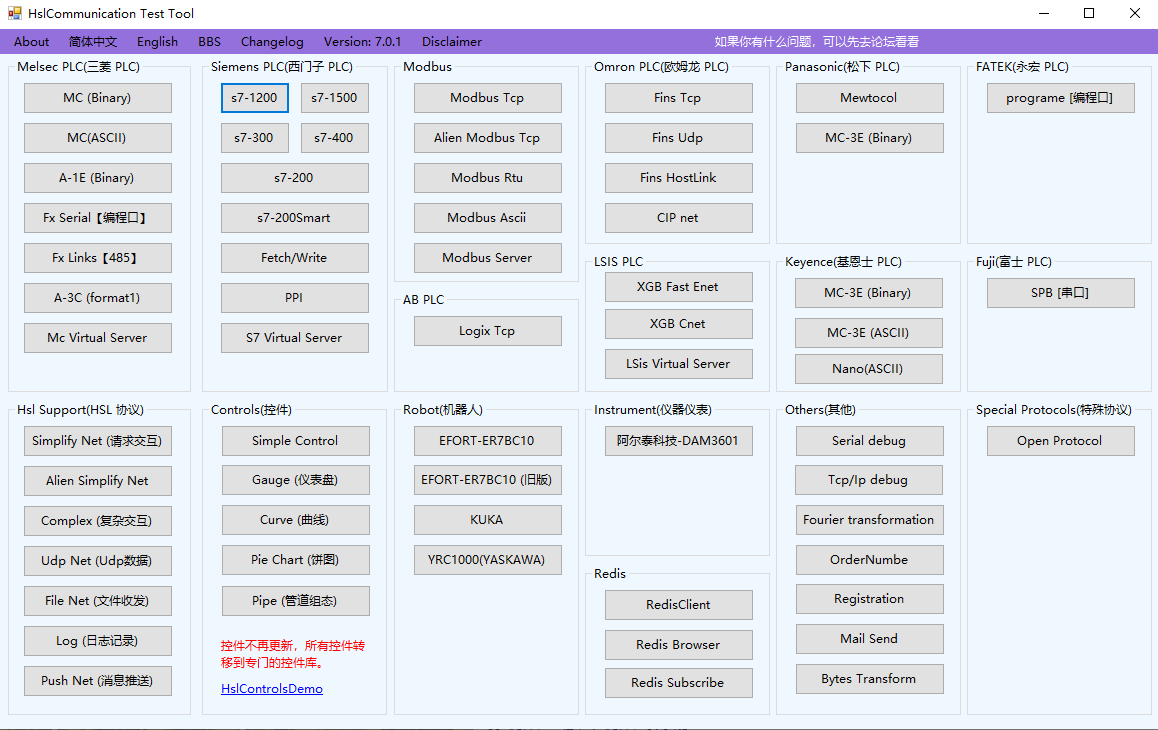 HslCommunication Test Tool
About 简体中文 English BBS Changelog Version: 7.0.1 Disclaimer 如果你有什么问题，可以先去论坛看看
Melsec PLC(三菱 PLC)
MC (Binary)
MC(ASCII)
A-1E (Binary)
Fx Serial【编程口】
Fx Links【485】
A-3C (format1)
Mc Virtual Server
Siemens PLC(西门子 PLC)
s7-1200 s7-1500
s7-300 s7-400
s7-200
s7-200Smart
Fetch/Write
PPI
S7 Virtual Server
Modbus
Modbus Tcp
Alien Modbus Tcp
Modbus Rtu
Modbus Ascii
Modbus Server
AB PLC
Logix Tcp
Omron PLC(欧姆龙 PLC)
Fins Tcp
Fins Udp
Fins HostLink
CIP net
LSIS PLC
XGB Fast Enet
XGB Cnet
LSis Virtual Server
Panasonic(松下 PLC)
Mewtocol
MC-3E (Binary)
Keyence(基恩士 PLC)
MC-3E (Binary)
MC-3E (ASCII)
Nano(ASCII)
FATEK(永宏 PLC)
programe [编程口]
Fuji(富士 PLC)
SPB [串口]
Hsl Support(HSL 协议)
Simplify Net (请求交互)
Alien Simplify Net
Complex (复杂交互)
Udp Net (Udp数据)
File Net (文件收发)
Log (日志记录)
Push Net (消息推送)
Controls(控件)
Simple Control
Gauge (仪表盘)
Curve (曲线)
Pie Chart (饼图)
Pipe (管道组态)
控件不再更新，所有控件转
移到专门的控件库。
HslControlsDemo
Robot(机器人)
EFORT-ER7BC10
EFORT-ER7BC10 (旧版)
KUKA
YRC1000(YASKAWA)
Instrument(仪器仪表)
阿尔泰科技-DAM3601
Redis
RedisClient
Redis Browser
Redis Subscribe
Others(其他)
Serial debug
Tcp/Ip debug
Fourier transformation
OrderNumbe
Registration
Mail Send
Bytes Transform
Special Protocols(特殊协议)
Open Protocol